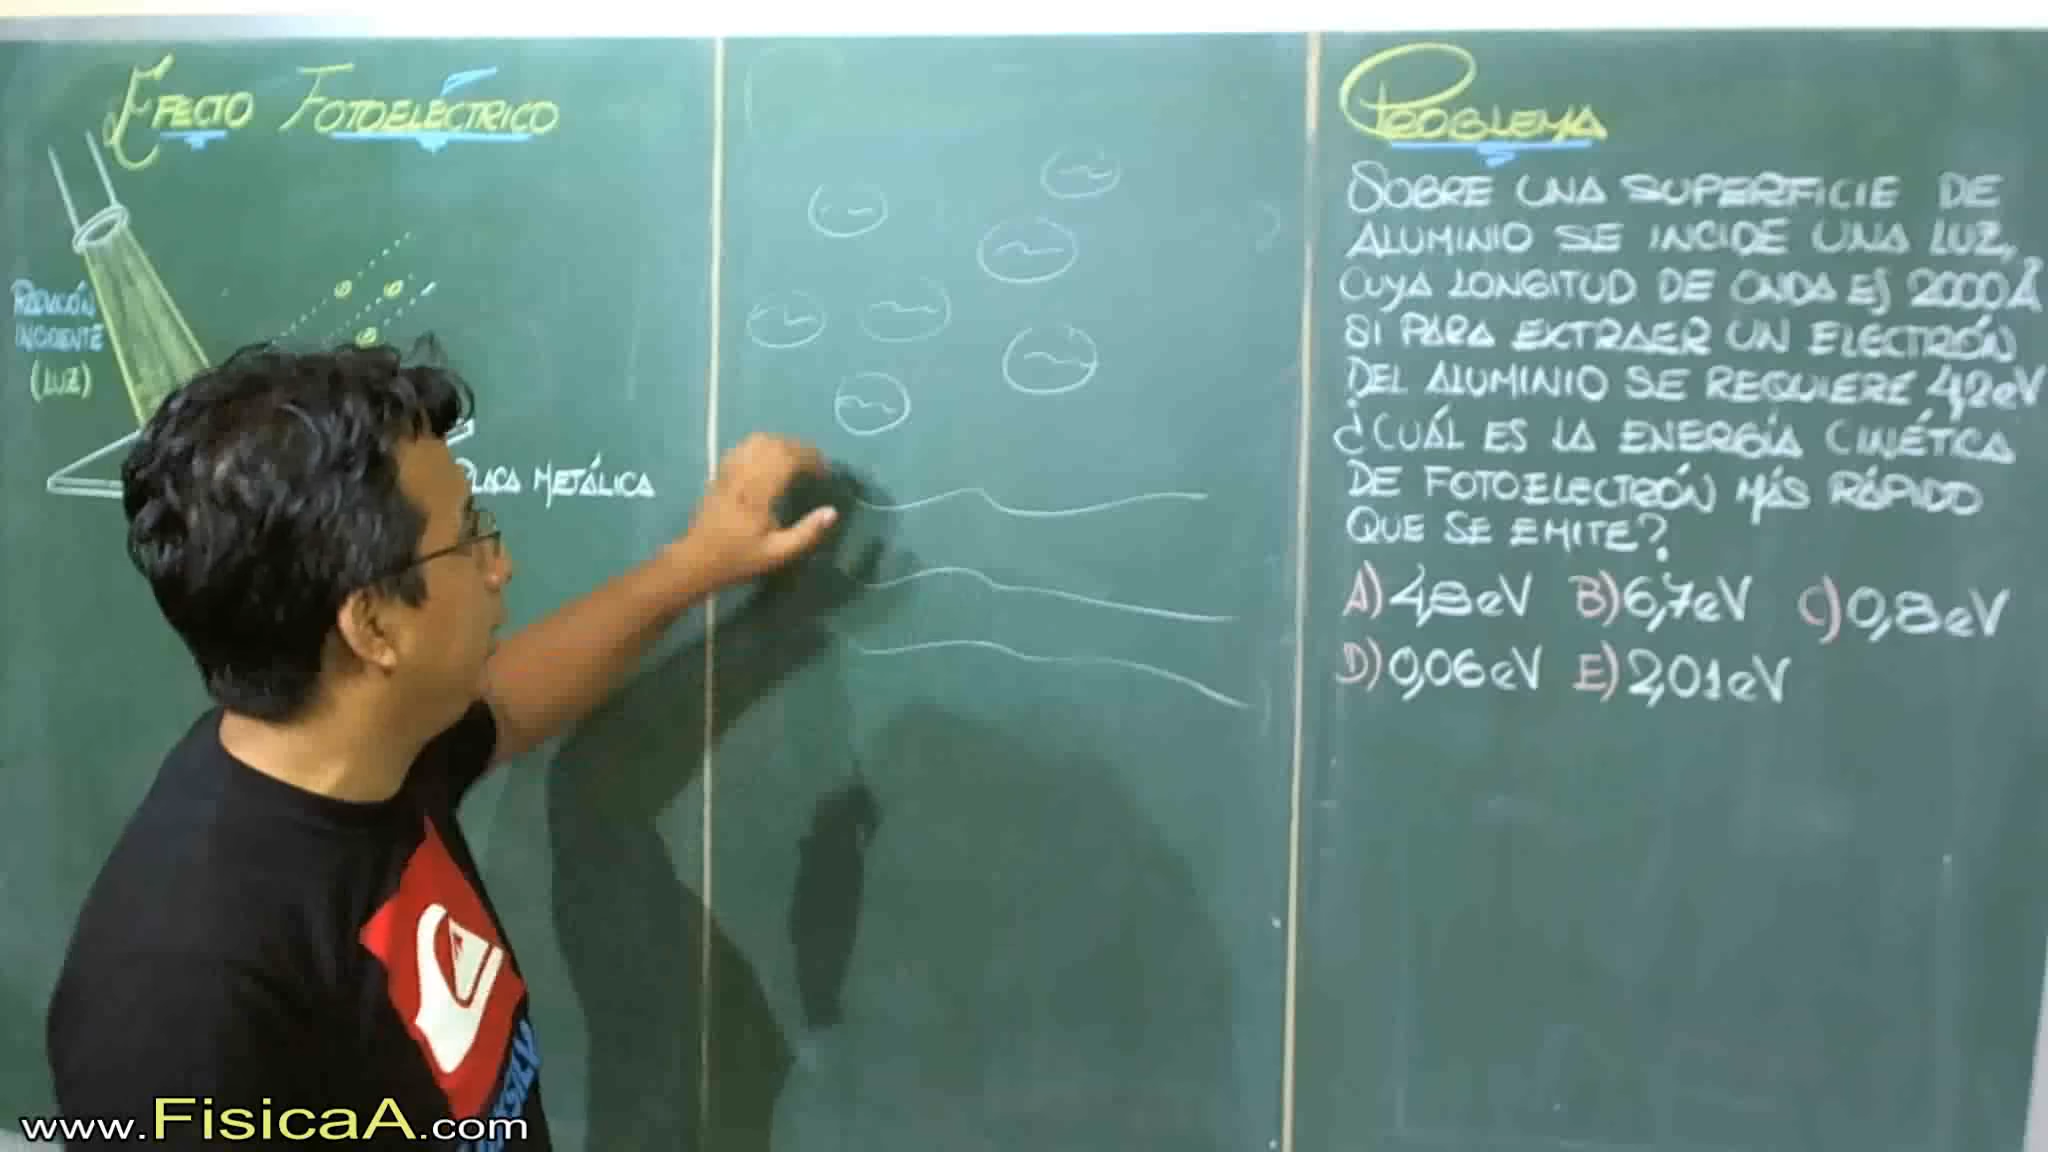 EFECTO FOTOELÉCTRICO
RADIACIÓN
INCIDENTE
(LUZ)
PLACA METÁLICA
PROBLEMA
SOBRE UNA SUPERFICIE DE
ALUMINIO SE INCIDE UNA LUZ,
CUYA LONGITUD DE ONDA ES 2000Å
SI PARA EXTRAER UN ELECTRÓN
DEL ALUMINIO SE REQUIERE 4,2eV
¿CUÁL ES LA ENERGÍA CINÉTICA
DE FOTOELECTRÓN MÁS RÁPIDO
QUE SE EMITE?
A) 4,8eV B) 6,7eV C) 0,8eV
D) 0,06eV E) 2,01eV
www.FisicaA.com